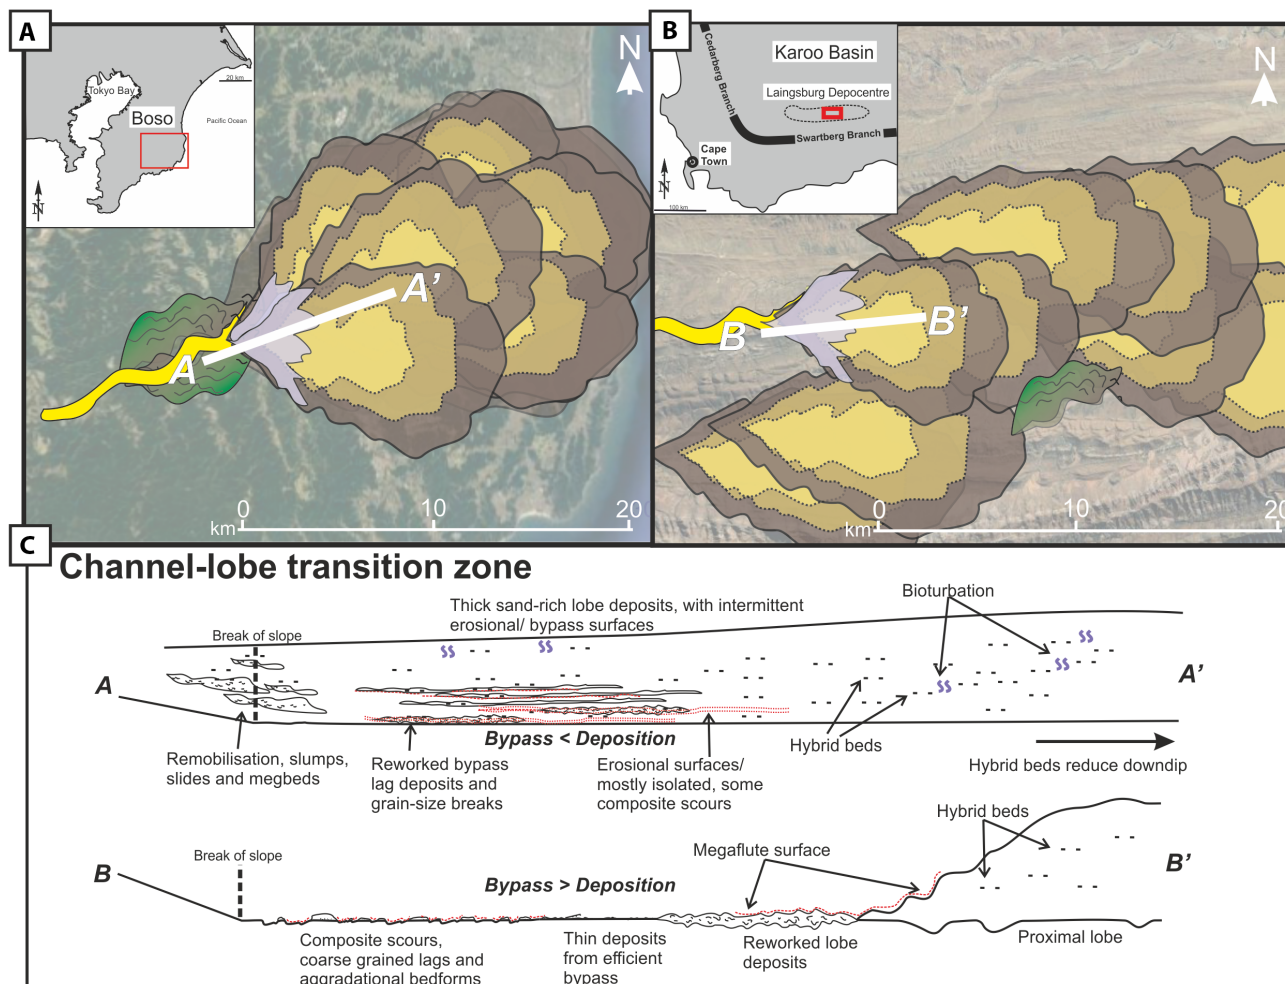 A
Tokyo Bay
20 km
Boso
Pacific Ocean
N
N
A
A’
0
10
20
km
B
Karoo Basin
Cedarberg Branch
Laingsburg Depocentre
Swartberg Branch
Cape
Town
N
100 km
N
B
B’
0
10
20
km
C
Channel-lobe transition zone
Bioturbation
Thick sand-rich lobe deposits, with intermittent
erosional/ bypass surfaces
Break of slope
A
A’
Bypass < Deposition
Hybrid beds
Remobilisation, slumps,
slides and megbeds
Reworked bypass
lag deposits and
grain-size breaks
Erosional surfaces/
mostly isolated, some
composite scours
Hybrid beds reduce downdip
Hybrid beds
Megaflute surface
Break of slope
B
B’
Bypass > Deposition
Composite scours,
coarse grained lags and
aggradational bedforms
Thin deposits
from efficient
bypass
Reworked lobe
deposits
Proximal lobe